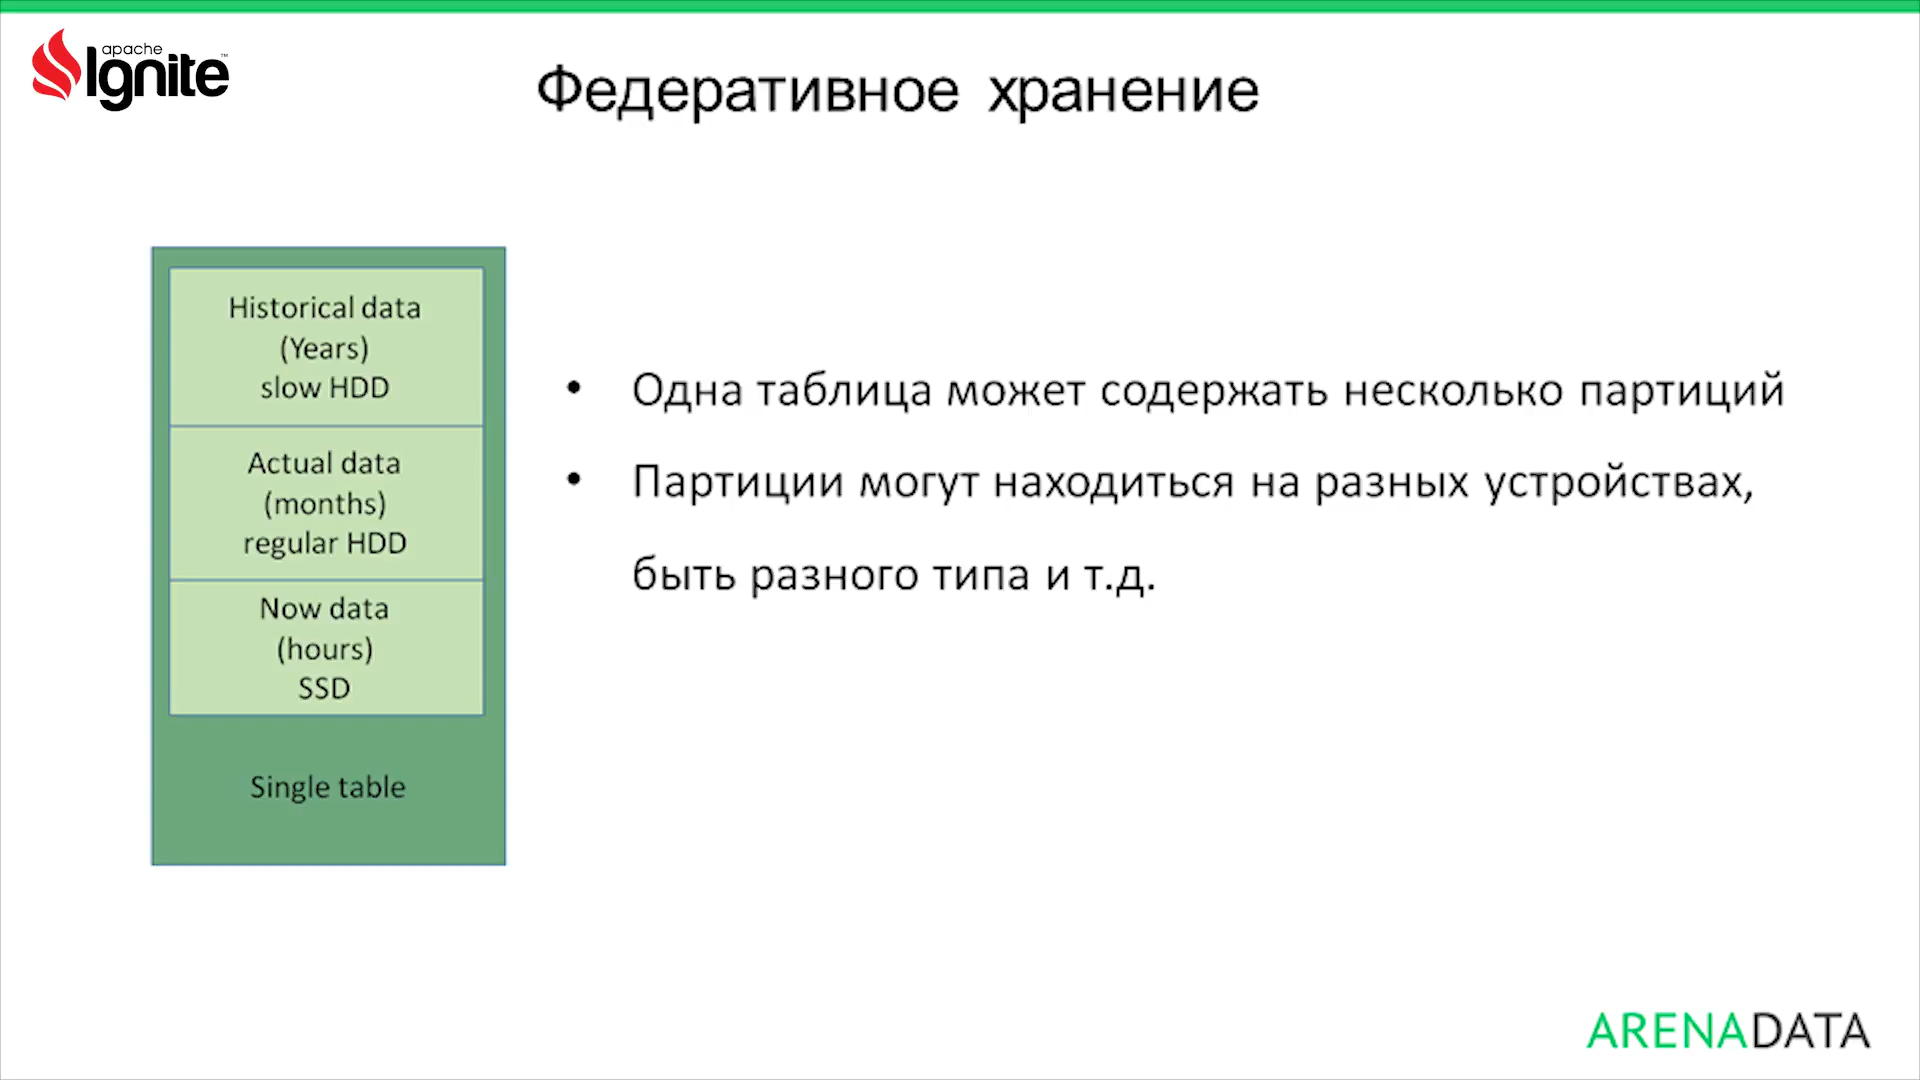 apache
Ignite™
Федеративное хранение
Historical data
(Years)
slow HDD
Actual data
(months)
regular HDD
Now data
(hours)
SSD
Single table
• Одна таблица может содержать несколько партиций
• Партиции могут находиться на разных устройствах,
быть разного типа и т.д.
ARENADATA